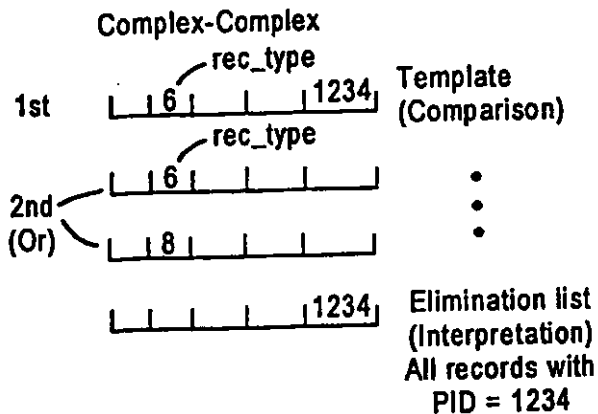 Complex-Complex
rec_type
1st 6 1234 Template
(Comparison)
rec_type
6
2nd
(Or)
8
1234 Elimination list
(Interpretation)
All records with
PID = 1234